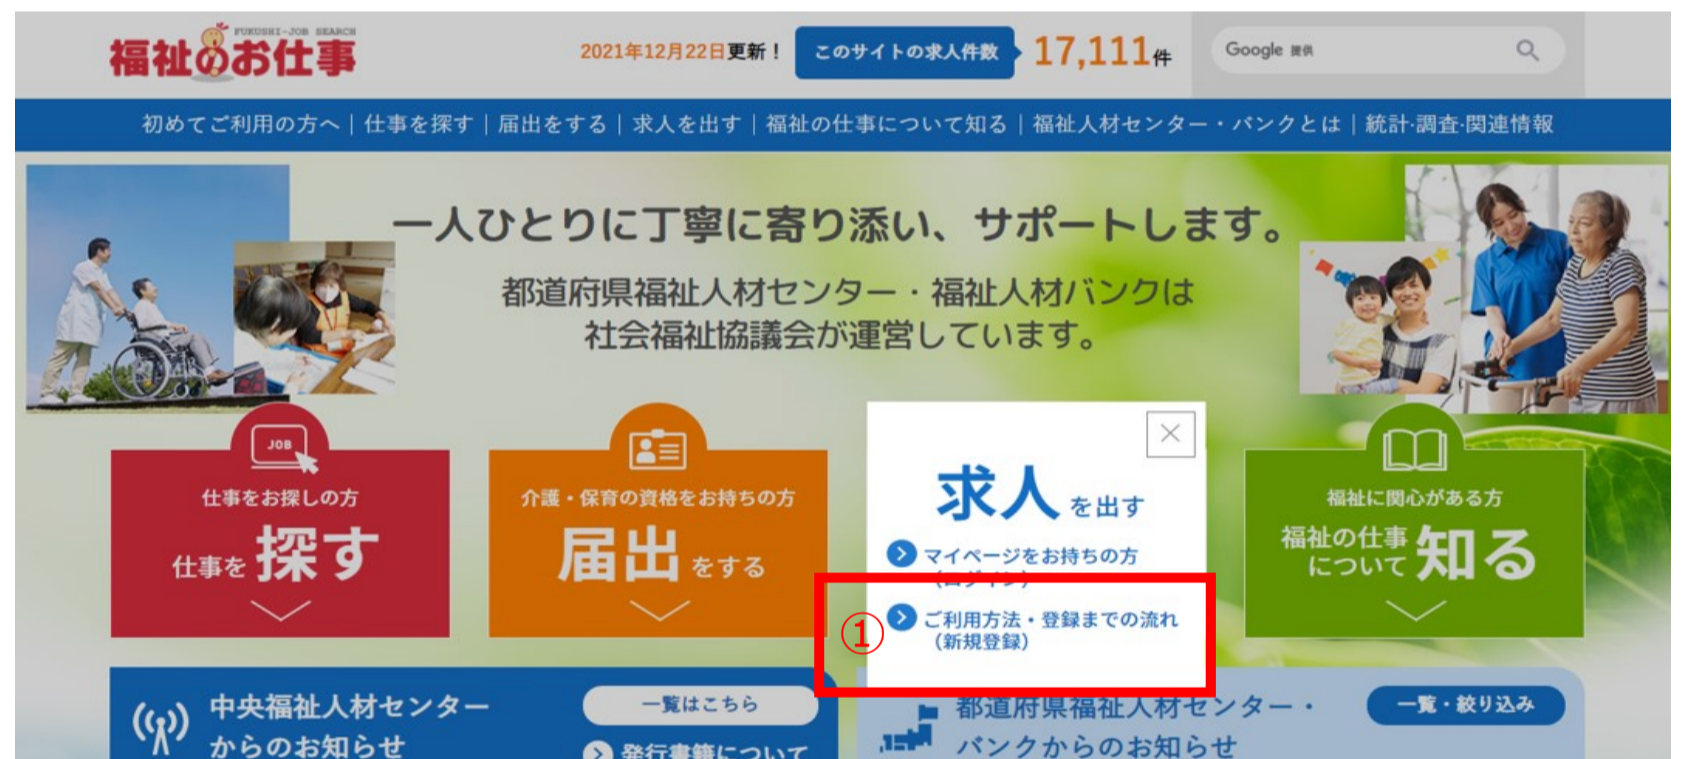 FUKUSHI-JOB SEARCH
福祉のお仕事
2021年12月22日更新！
このサイトの求人件数
17,111件
Google 提供
初めてご利用の方へ｜仕事を探す｜届出をする｜求人を出す｜福祉の仕事について知る｜福祉人材センター・バンクとは｜統計·調査·関連情報
一人ひとりに丁寧に寄り添い、サポートします。
都道府県福祉人材センター・福祉人材バンクは
社会福祉協議会が運営しています。
JOB
仕事をお探しの方
仕事を 探す
介護・保育の資格をお持ちの方
届出 をする
求人 を出す
マイページをお持ちの方
（ログイン）
①
ご利用方法・登録までの流れ
（新規登録）
福祉に関心がある方
福祉の仕事
について 知る
中央福祉人材センター
からのお知らせ
一覧はこちら
発行書籍について
都道府県福祉人材センター・
バンクからのお知らせ
一覧・絞り込み